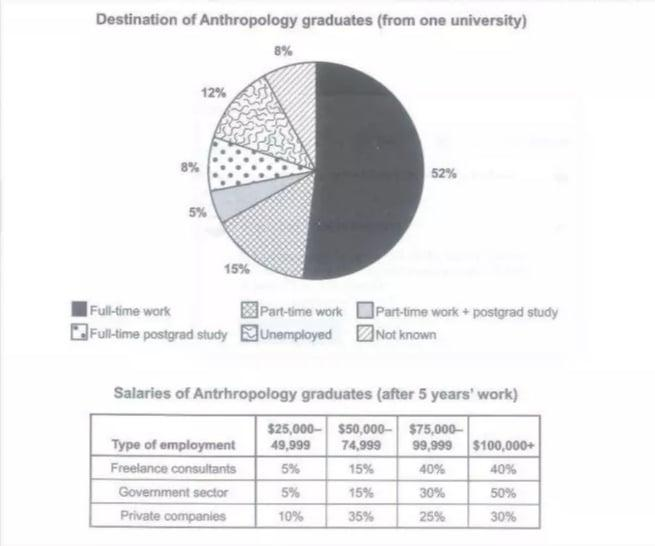 Destination of Anthropology graduates (from one university)
8%
12%
8%
52%
5%
15%
Full-time work
Part-time work
Part-time work + postgrad study
Full-time postgrad study
Unemployed
Not known
Salaries of Antrhropology graduates (after 5 years' work)
Type of employment $25,000–49,999 $50,000–74,999 $75,000–99,999 $100,000+
Freelance consultants 5% 15% 40% 40%
Government sector 5% 15% 30% 50%
Private companies 10% 35% 25% 30%